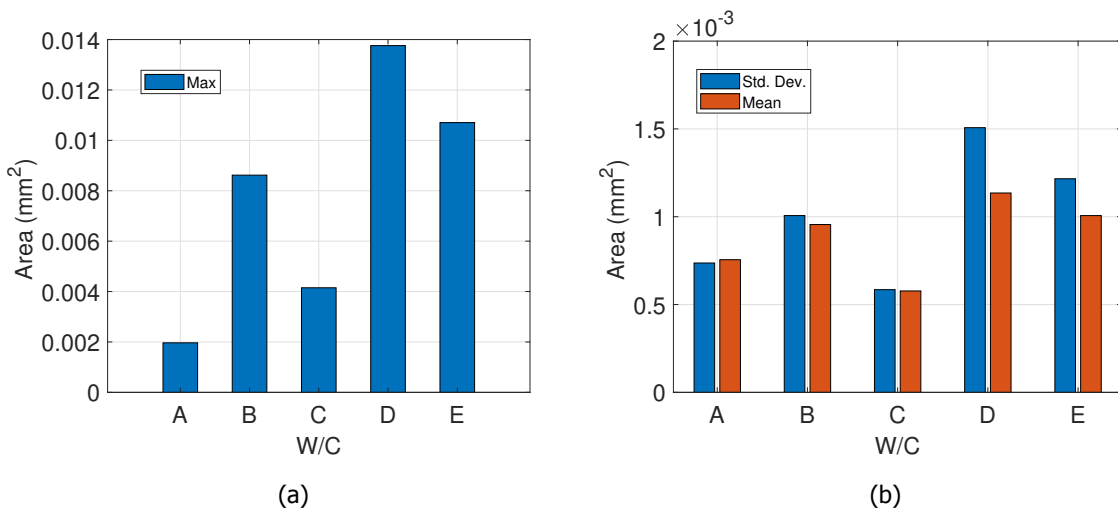 0.014
0.012
0.01
0.008
0.006
0.004
0.002
0
Area (mm²)
Max
A B C D E
W/C
(a)
×10⁻³
2
1.5
1
0.5
0
Area (mm²)
Std. Dev.
Mean
A B C D E
W/C
(b)